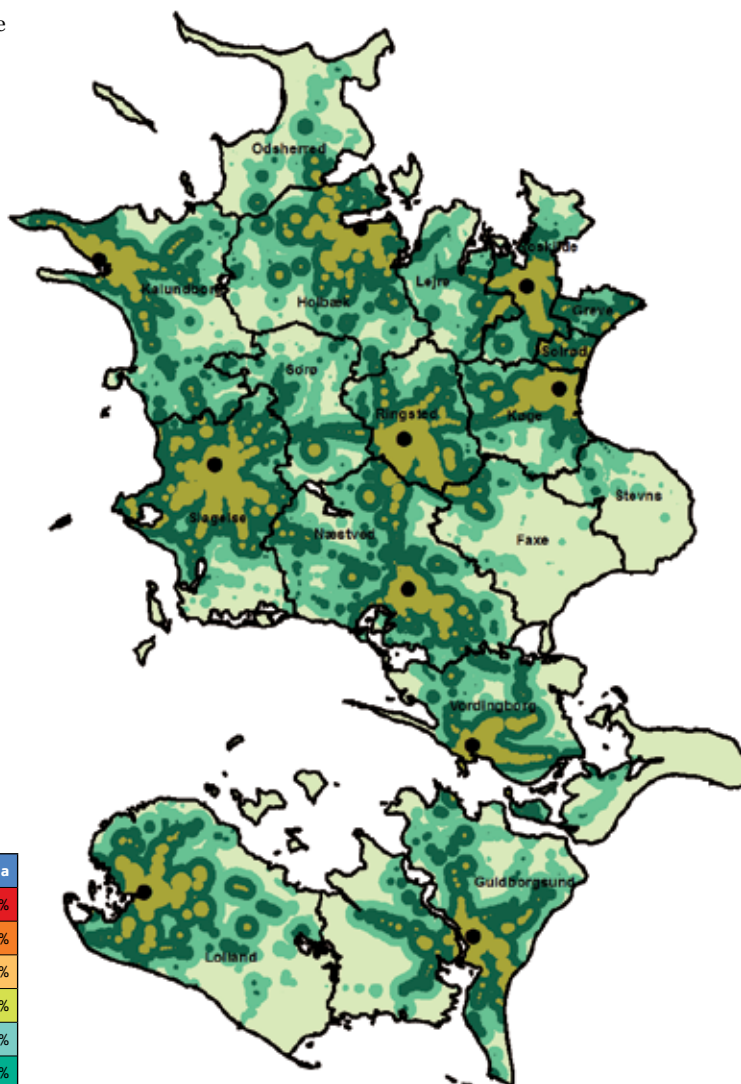 e
Odsherred
Roskilde
Kalundborg
Lejre
Holbæk
Greve
Solrød
Sorø
Ringsted
Køge
Stevns
Slagelse
Næstved
Faxe
Vordingborg
a
%
%
%
%
%
%
Guldborgsund
Lolland